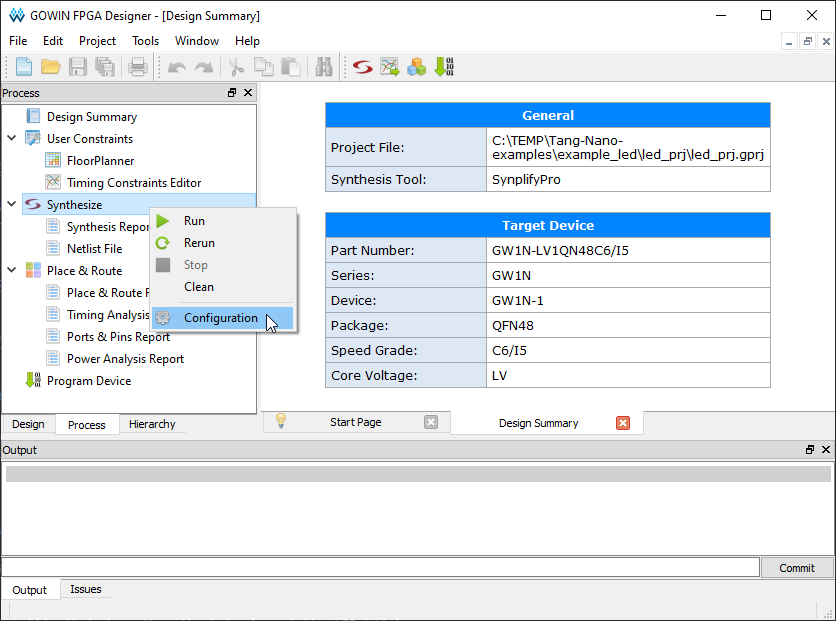 GOWIN FPGA Designer - [Design Summary]
File Edit Project Tools Window Help
Process
Design Summary
User Constraints
FloorPlanner
Timing Constraints Editor
Synthesize
Synthesis Repor
Netlist File
Place & Route
Place & Route R
Timing Analysis
Ports & Pins Report
Power Analysis Report
Program Device
Run
Rerun
Stop
Clean
Configuration
Design Process Hierarchy
General
Project File: C:\TEMP\Tang-Nano-
examples\example_led\led_prj\led_prj.gprj
Synthesis Tool: SynplifyPro
Target Device
Part Number: GW1N-LV1QN48C6/I5
Series: GW1N
Device: GW1N-1
Package: QFN48
Speed Grade: C6/I5
Core Voltage: LV
Start Page Design Summary
Output
Commit
Output Issues